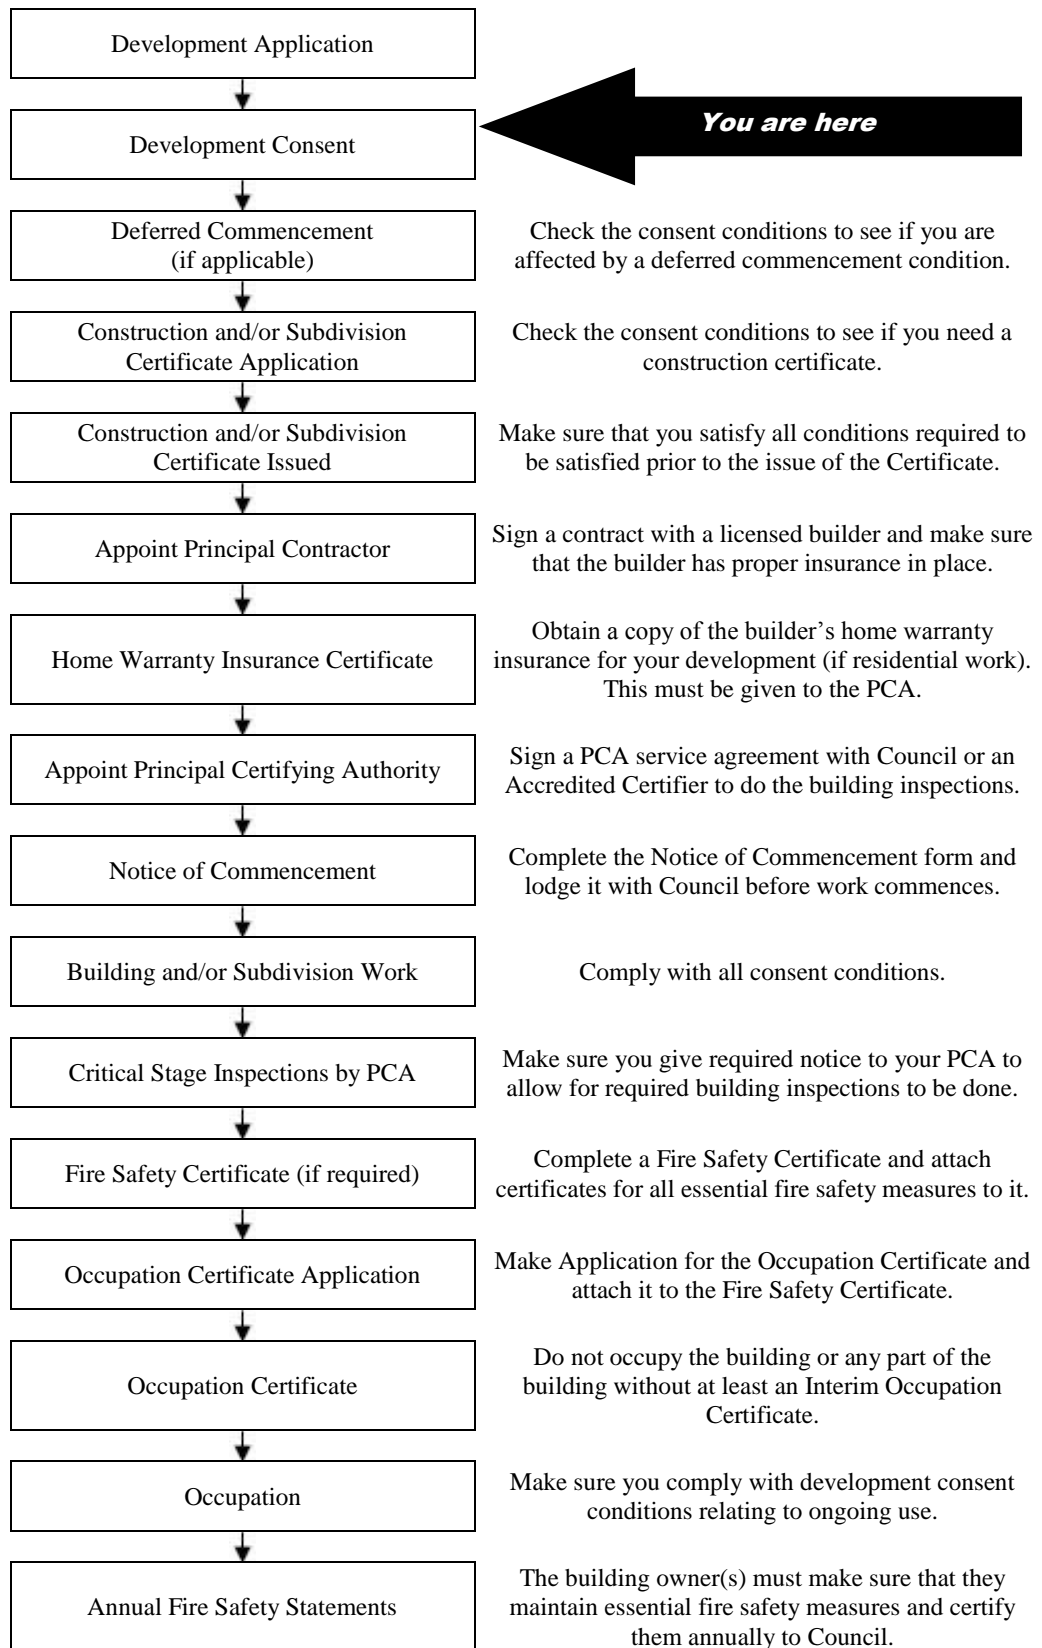 Development Application
Development Consent
You are here
Deferred Commencement
(if applicable)
Check the consent conditions to see if you are
affected by a deferred commencement condition.
Construction and/or Subdivision
Certificate Application
Check the consent conditions to see if you need a
construction certificate.
Construction and/or Subdivision
Certificate Issued
Make sure that you satisfy all conditions required to
be satisfied prior to the issue of the Certificate.
Appoint Principal Contractor
Sign a contract with a licensed builder and make sure
that the builder has proper insurance in place.
Home Warranty Insurance Certificate
Obtain a copy of the builder’s home warranty
insurance for your development (if residential work).
This must be given to the PCA.
Appoint Principal Certifying Authority
Sign a PCA service agreement with Council or an
Accredited Certifier to do the building inspections.
Notice of Commencement
Complete the Notice of Commencement form and
lodge it with Council before work commences.
Building and/or Subdivision Work
Comply with all consent conditions.
Critical Stage Inspections by PCA
Make sure you give required notice to your PCA to
allow for required building inspections to be done.
Fire Safety Certificate (if required)
Complete a Fire Safety Certificate and attach
certificates for all essential fire safety measures to it.
Occupation Certificate Application
Make Application for the Occupation Certificate and
attach it to the Fire Safety Certificate.
Occupation Certificate
Do not occupy the building or any part of the
building without at least an Interim Occupation
Certificate.
Occupation
Make sure you comply with development consent
conditions relating to ongoing use.
Annual Fire Safety Statements
The building owner(s) must make sure that they
maintain essential fire safety measures and certify
them annually to Council.